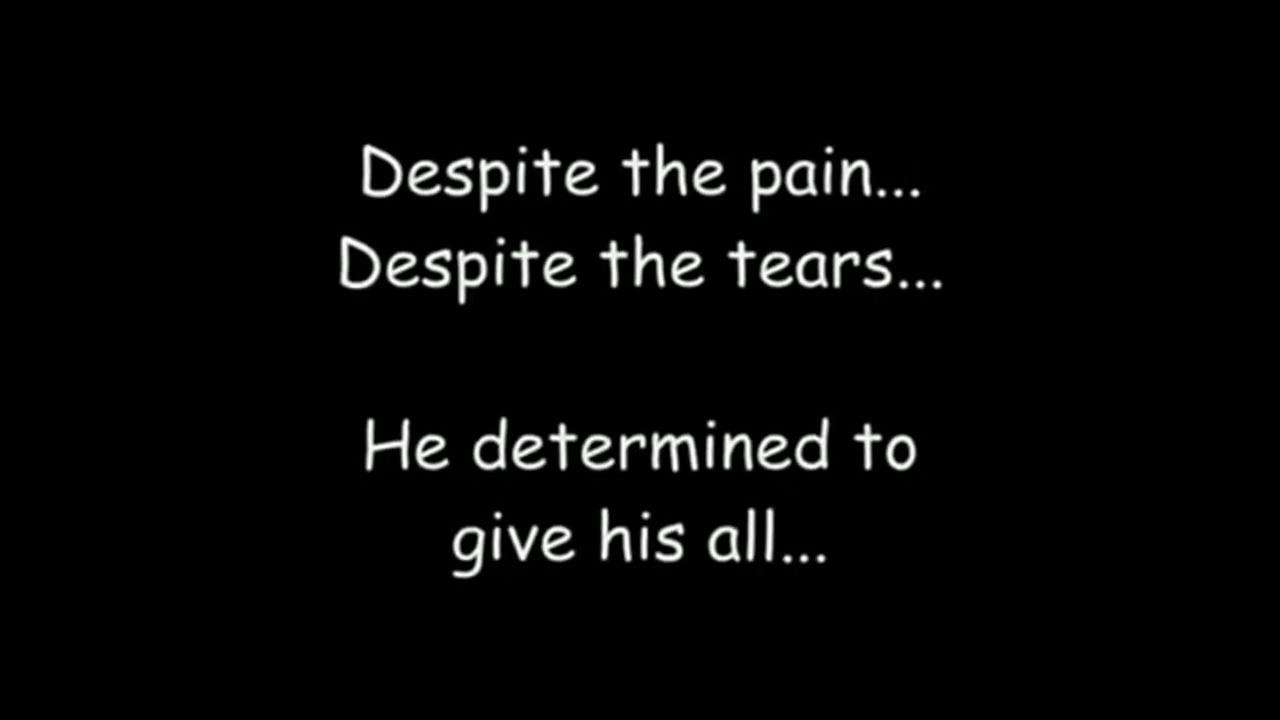 Despite the pain...
Despite the tears...
He determined to
give his all...